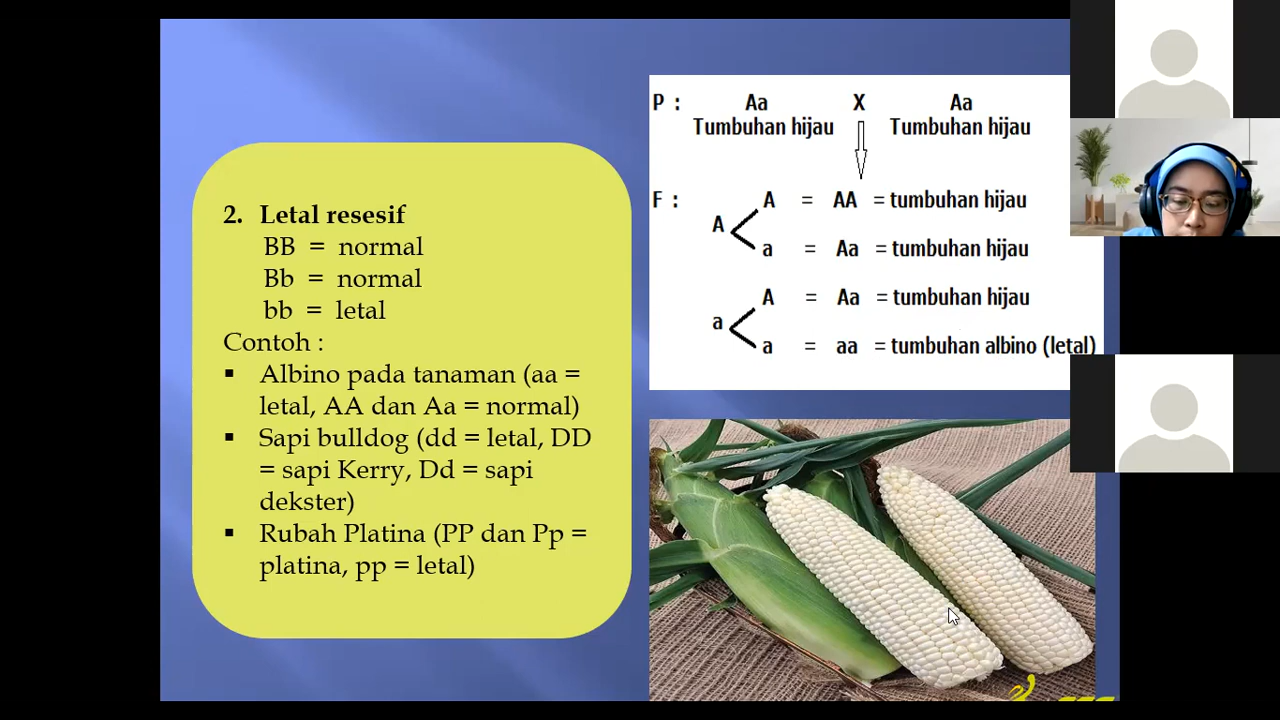 2. Letal resesif
BB = normal
Bb = normal
bb = letal
Contoh :
▪ Albino pada tanaman (aa =
letal, AA dan Aa = normal)
▪ Sapi bulldog (dd = letal, DD
= sapi Kerry, Dd = sapi
dekster)
▪ Rubah Platina (PP dan Pp =
platina, pp = letal)
P : Aa X Aa
Tumbuhan hijau Tumbuhan hijau
F : A = AA = tumbuhan hijau
A
a = Aa = tumbuhan hijau
A = Aa = tumbuhan hijau
a
a = aa = tumbuhan albino (letal)